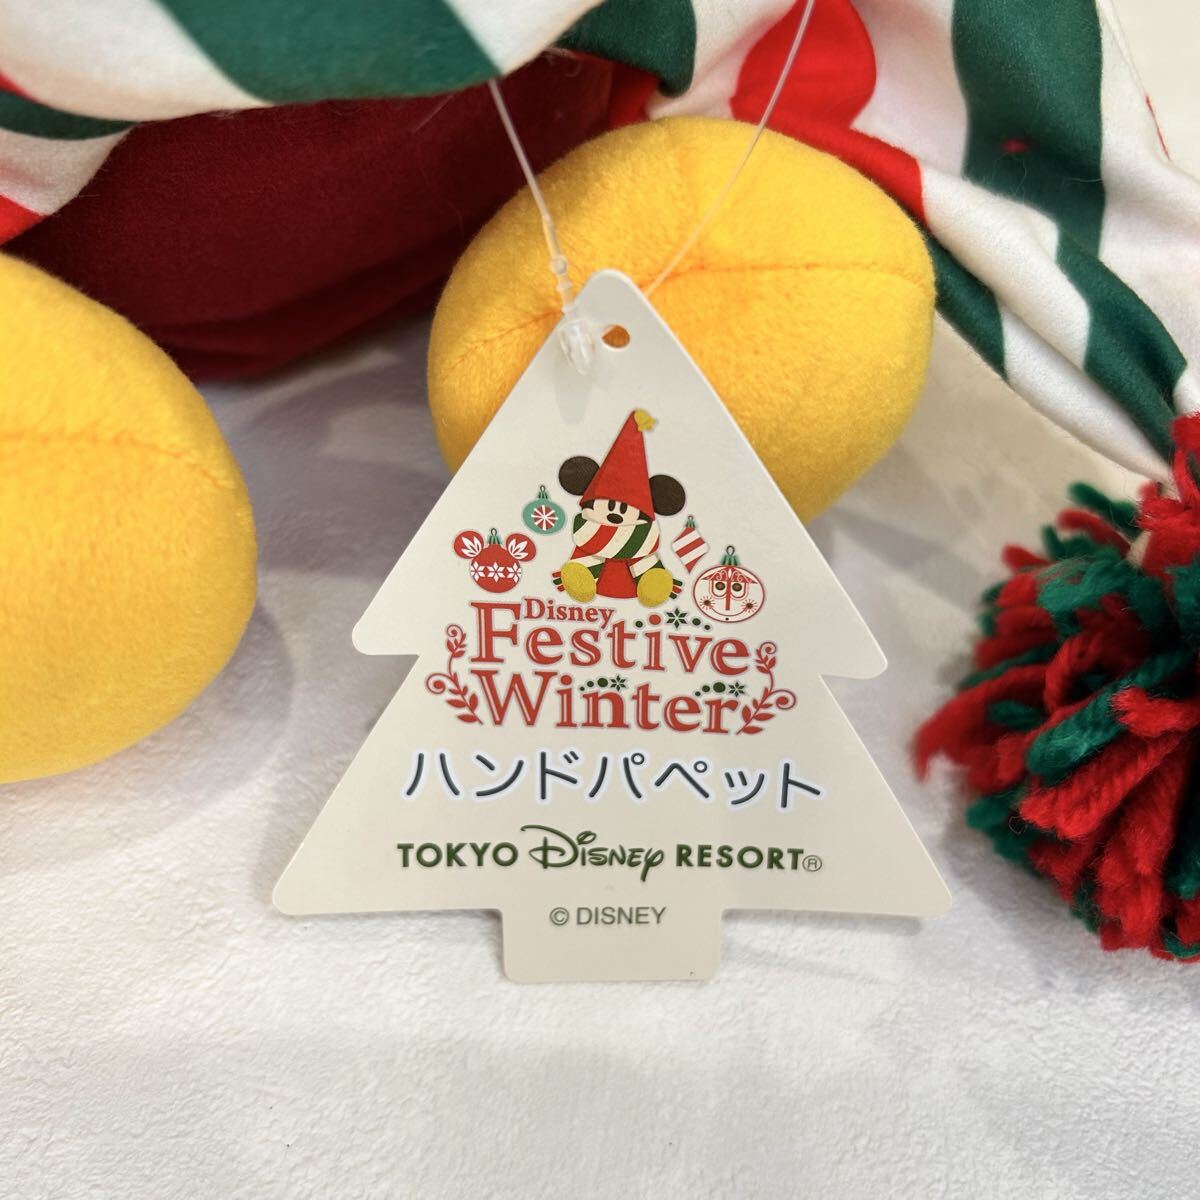 Disney
Festive
Winter
ハンドパペット
TOKYO Disney RESORT®
© DISNEY